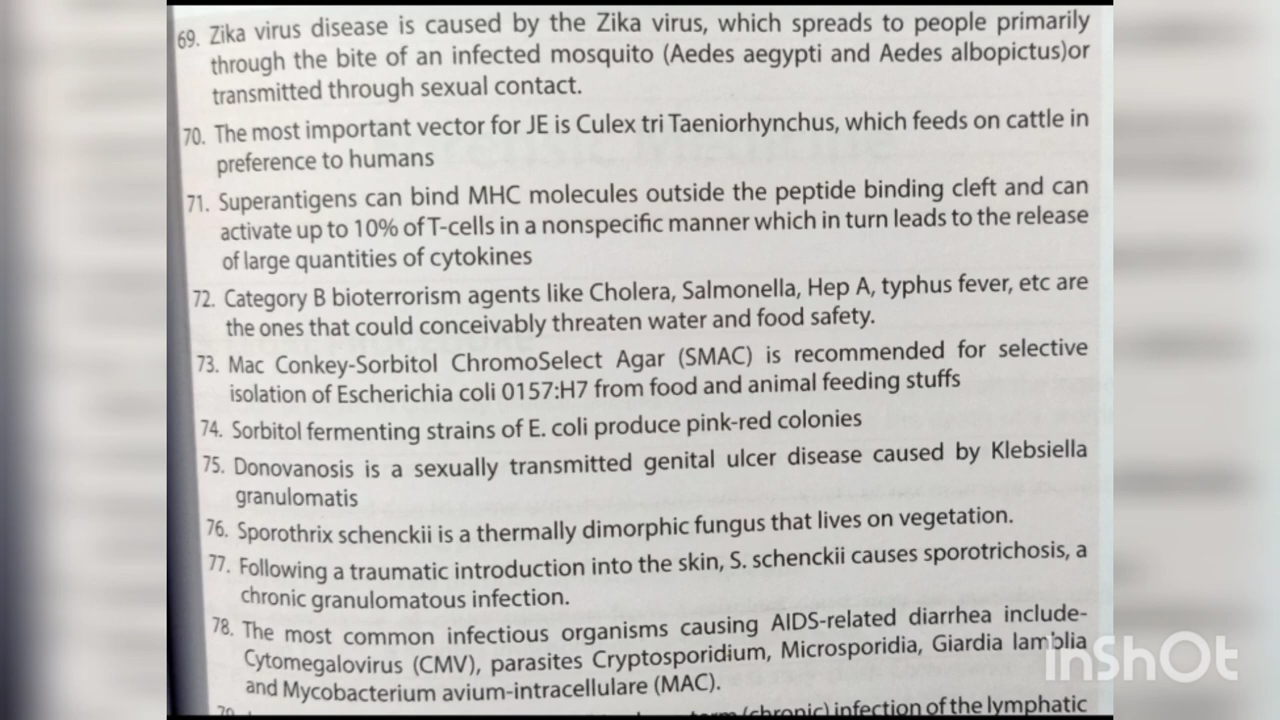 69. Zika virus disease is caused by the Zika virus, which spreads to people primarily
through the bite of an infected mosquito (Aedes aegypti and Aedes albopictus)or
transmitted through sexual contact.
70. The most important vector for JE is Culex tri Taeniorhynchus, which feeds on cattle in
preference to humans
71. Superantigens can bind MHC molecules outside the peptide binding cleft and can
activate up to 10% of T-cells in a nonspecific manner which in turn leads to the release
of large quantities of cytokines
72. Category B bioterrorism agents like Cholera, Salmonella, Hep A, typhus fever, etc are
the ones that could conceivably threaten water and food safety.
73. Mac Conkey-Sorbitol ChromoSelect Agar (SMAC) is recommended for selective
isolation of Escherichia coli 0157:H7 from food and animal feeding stuffs
74. Sorbitol fermenting strains of E. coli produce pink-red colonies
75. Donovanosis is a sexually transmitted genital ulcer disease caused by Klebsiella
granulomatis
76. Sporothrix schenckii is a thermally dimorphic fungus that lives on vegetation.
77. Following a traumatic introduction into the skin, S. schenckii causes sporotrichosis, a
chronic granulomatous infection.
78. The most common infectious organisms causing AIDS-related diarrhea include-
Cytomegalovirus (CMV), parasites Cryptosporidium, Microsporidia, Giardia lamblia
and Mycobacterium avium-intracellulare (MAC).
(chronic) infection of the lymphatic
InShOt